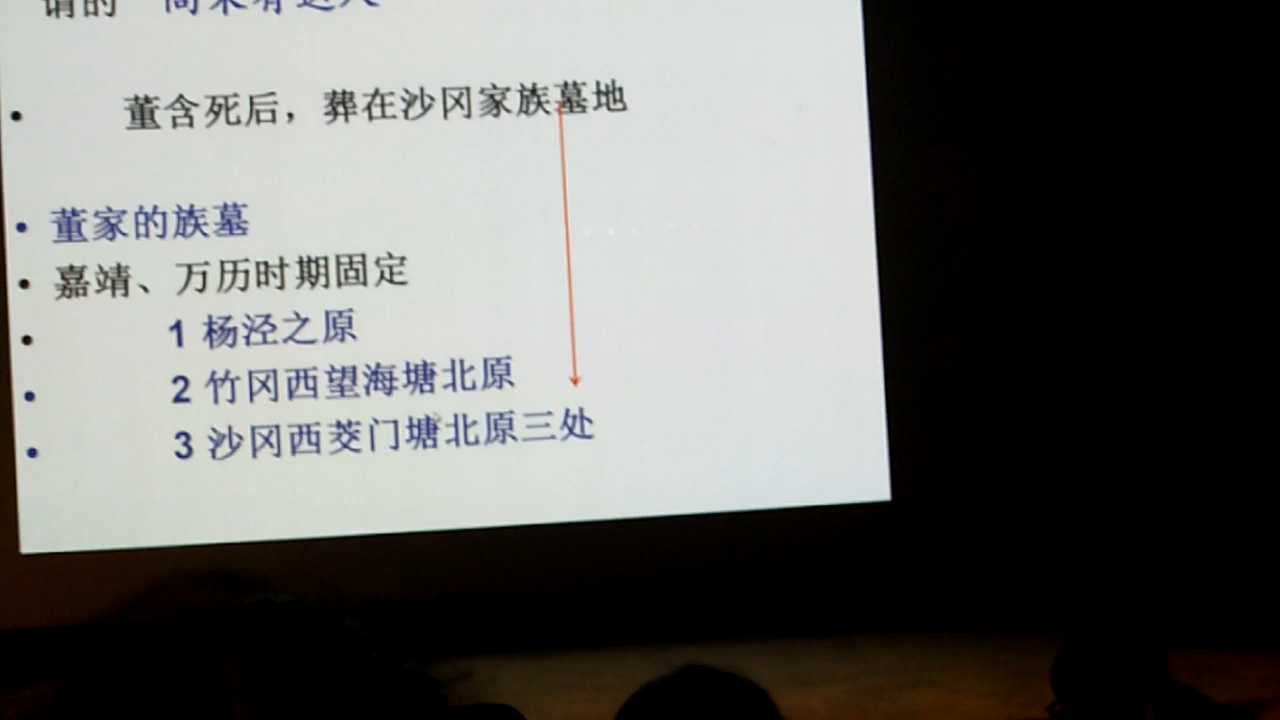 董含死后，葬在沙冈家族墓地
董家的族墓
嘉靖、万历时期固定
1 杨泾之原
2 竹冈西望海塘北原
3 沙冈西茭门塘北原三处